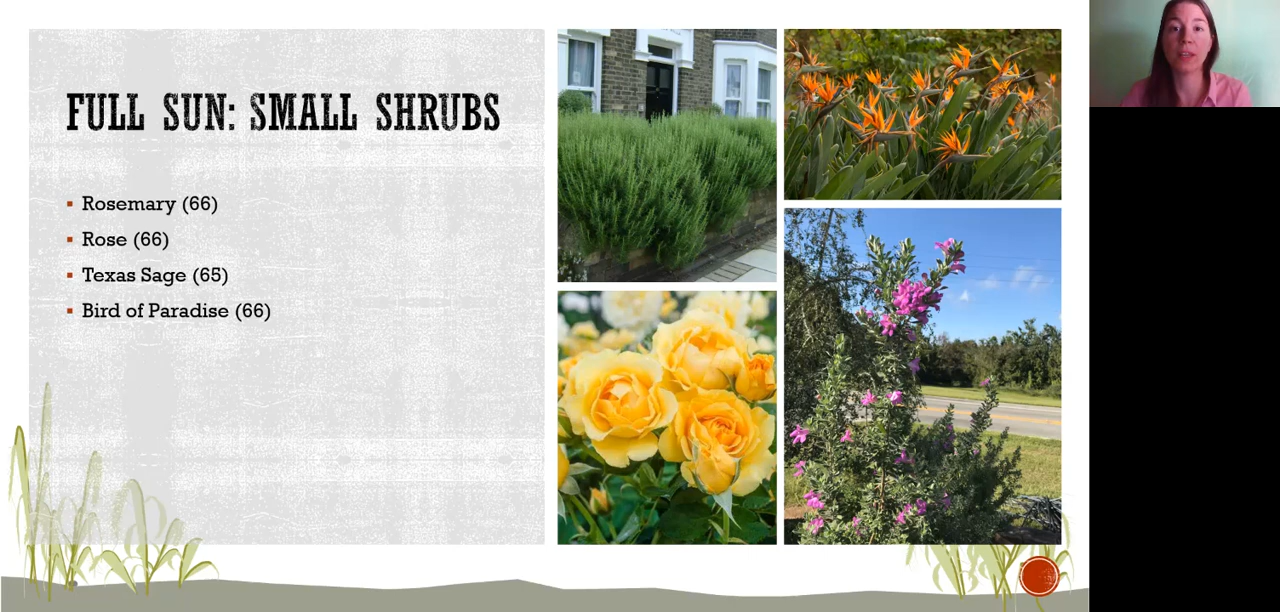 FULL SUN: SMALL SHRUBS
Rosemary (66)
Rose (66)
Texas Sage (65)
Bird of Paradise (66)